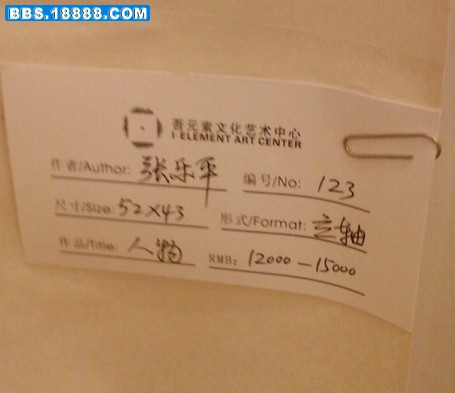 BBS.18888.COM
吾元素文化艺术中心
I ELEMENT ART CENTER
作者/Author: 张乐平 编号/No: 123
尺寸/Size: 52×43 形式/Format: 立轴
作品/Title: 人物 RMB: 12000-15000